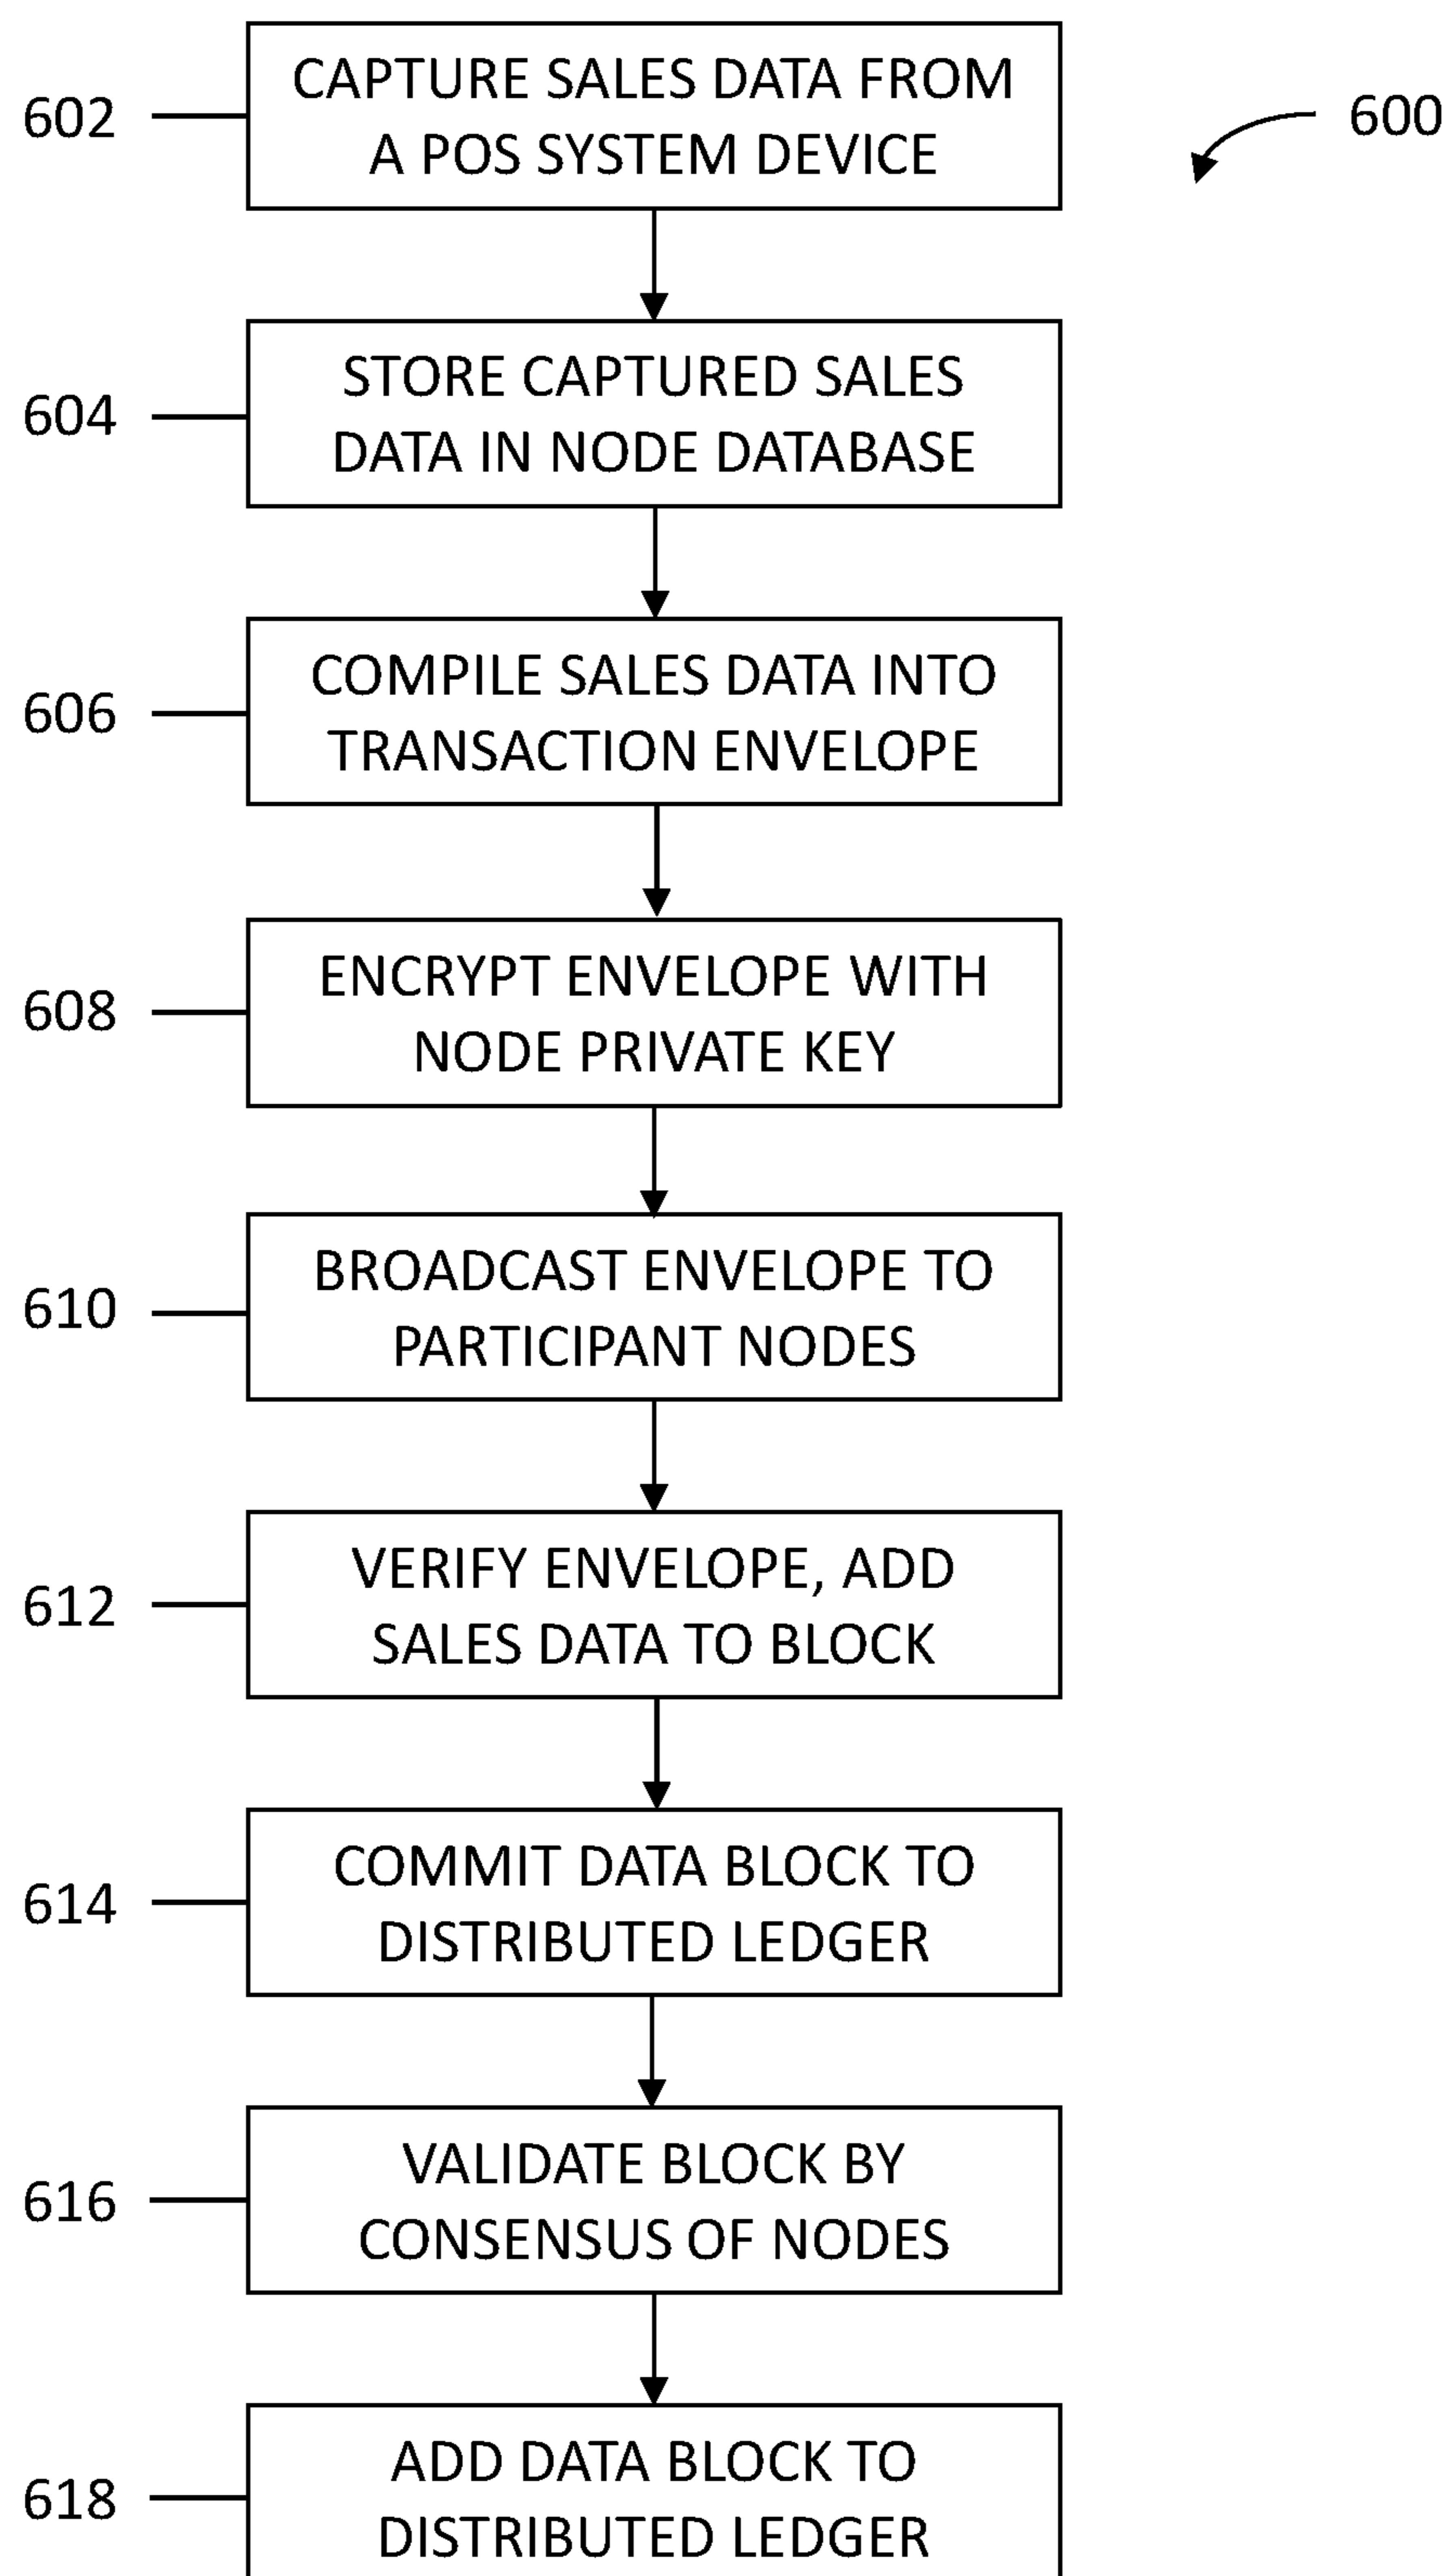 CAPTURE SALES DATA FROM
A POS SYSTEM DEVICE
602
600
STORE CAPTURED SALES
DATA IN NODE DATABASE
604
COMPILE SALES DATA INTO
TRANSACTION ENVELOPE
606
ENCRYPT ENVELOPE WITH
NODE PRIVATE KEY
608
BROADCAST ENVELOPE TO
PARTICIPANT NODES
610
VERIFY ENVELOPE, ADD
SALES DATA TO BLOCK
612
COMMIT DATA BLOCK TO
DISTRIBUTED LEDGER
614
VALIDATE BLOCK BY
CONSENSUS OF NODES
616
ADD DATA BLOCK TO
DISTRIBUTED LEDGER
618